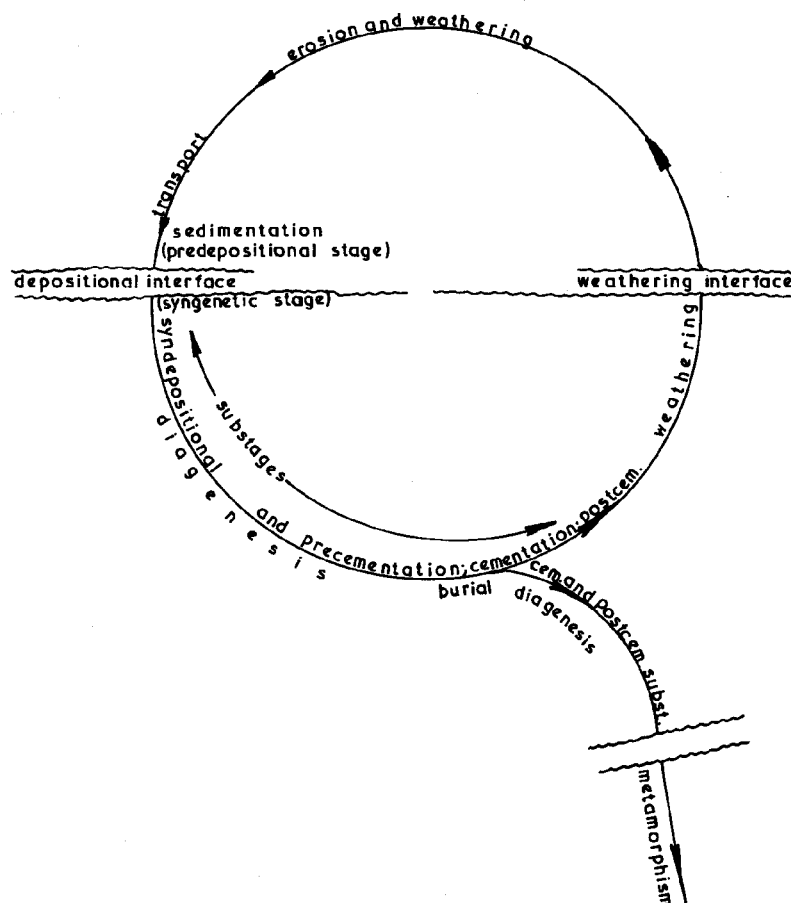 erosion and weathering
transport
sedimentation
(predepositional stage)
depositional interface
weathering interface
(syngenetic stage)
syndepositional and precementation; cementation; postcem.
weathering
substages
diagenesis
burial diagenesis
cem and postcem subst.
metamorphism